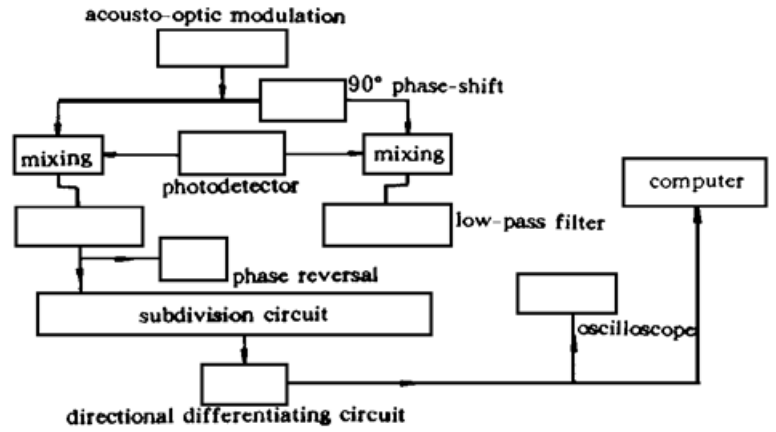 acousto-optic modulation
90° phase-shift
mixing
mixing
photodetector
computer
low-pass filter
phase reversal
subdivision circuit
oscilloscope
directional differentiating circuit